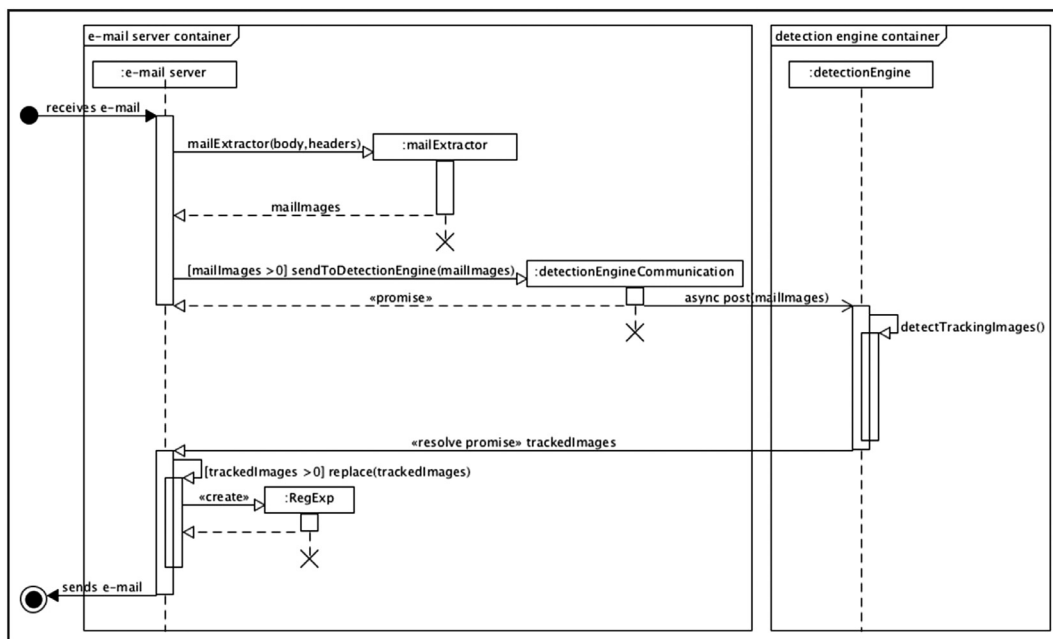 e-mail server container
detection engine container
:e-mail server
:detectionEngine
receives e-mail
mailExtractor(body,headers)
:mailExtractor
mailImages
[mailImages >0] sendToDetectionEngine(mailImages)
:detectionEngineCommunication
«promise»
async post(mailImages)
detectTrackingImages()
«resolve promise» trackedImages
[trackedImages >0] replace(trackedImages)
«create»
:RegExp
sends e-mail